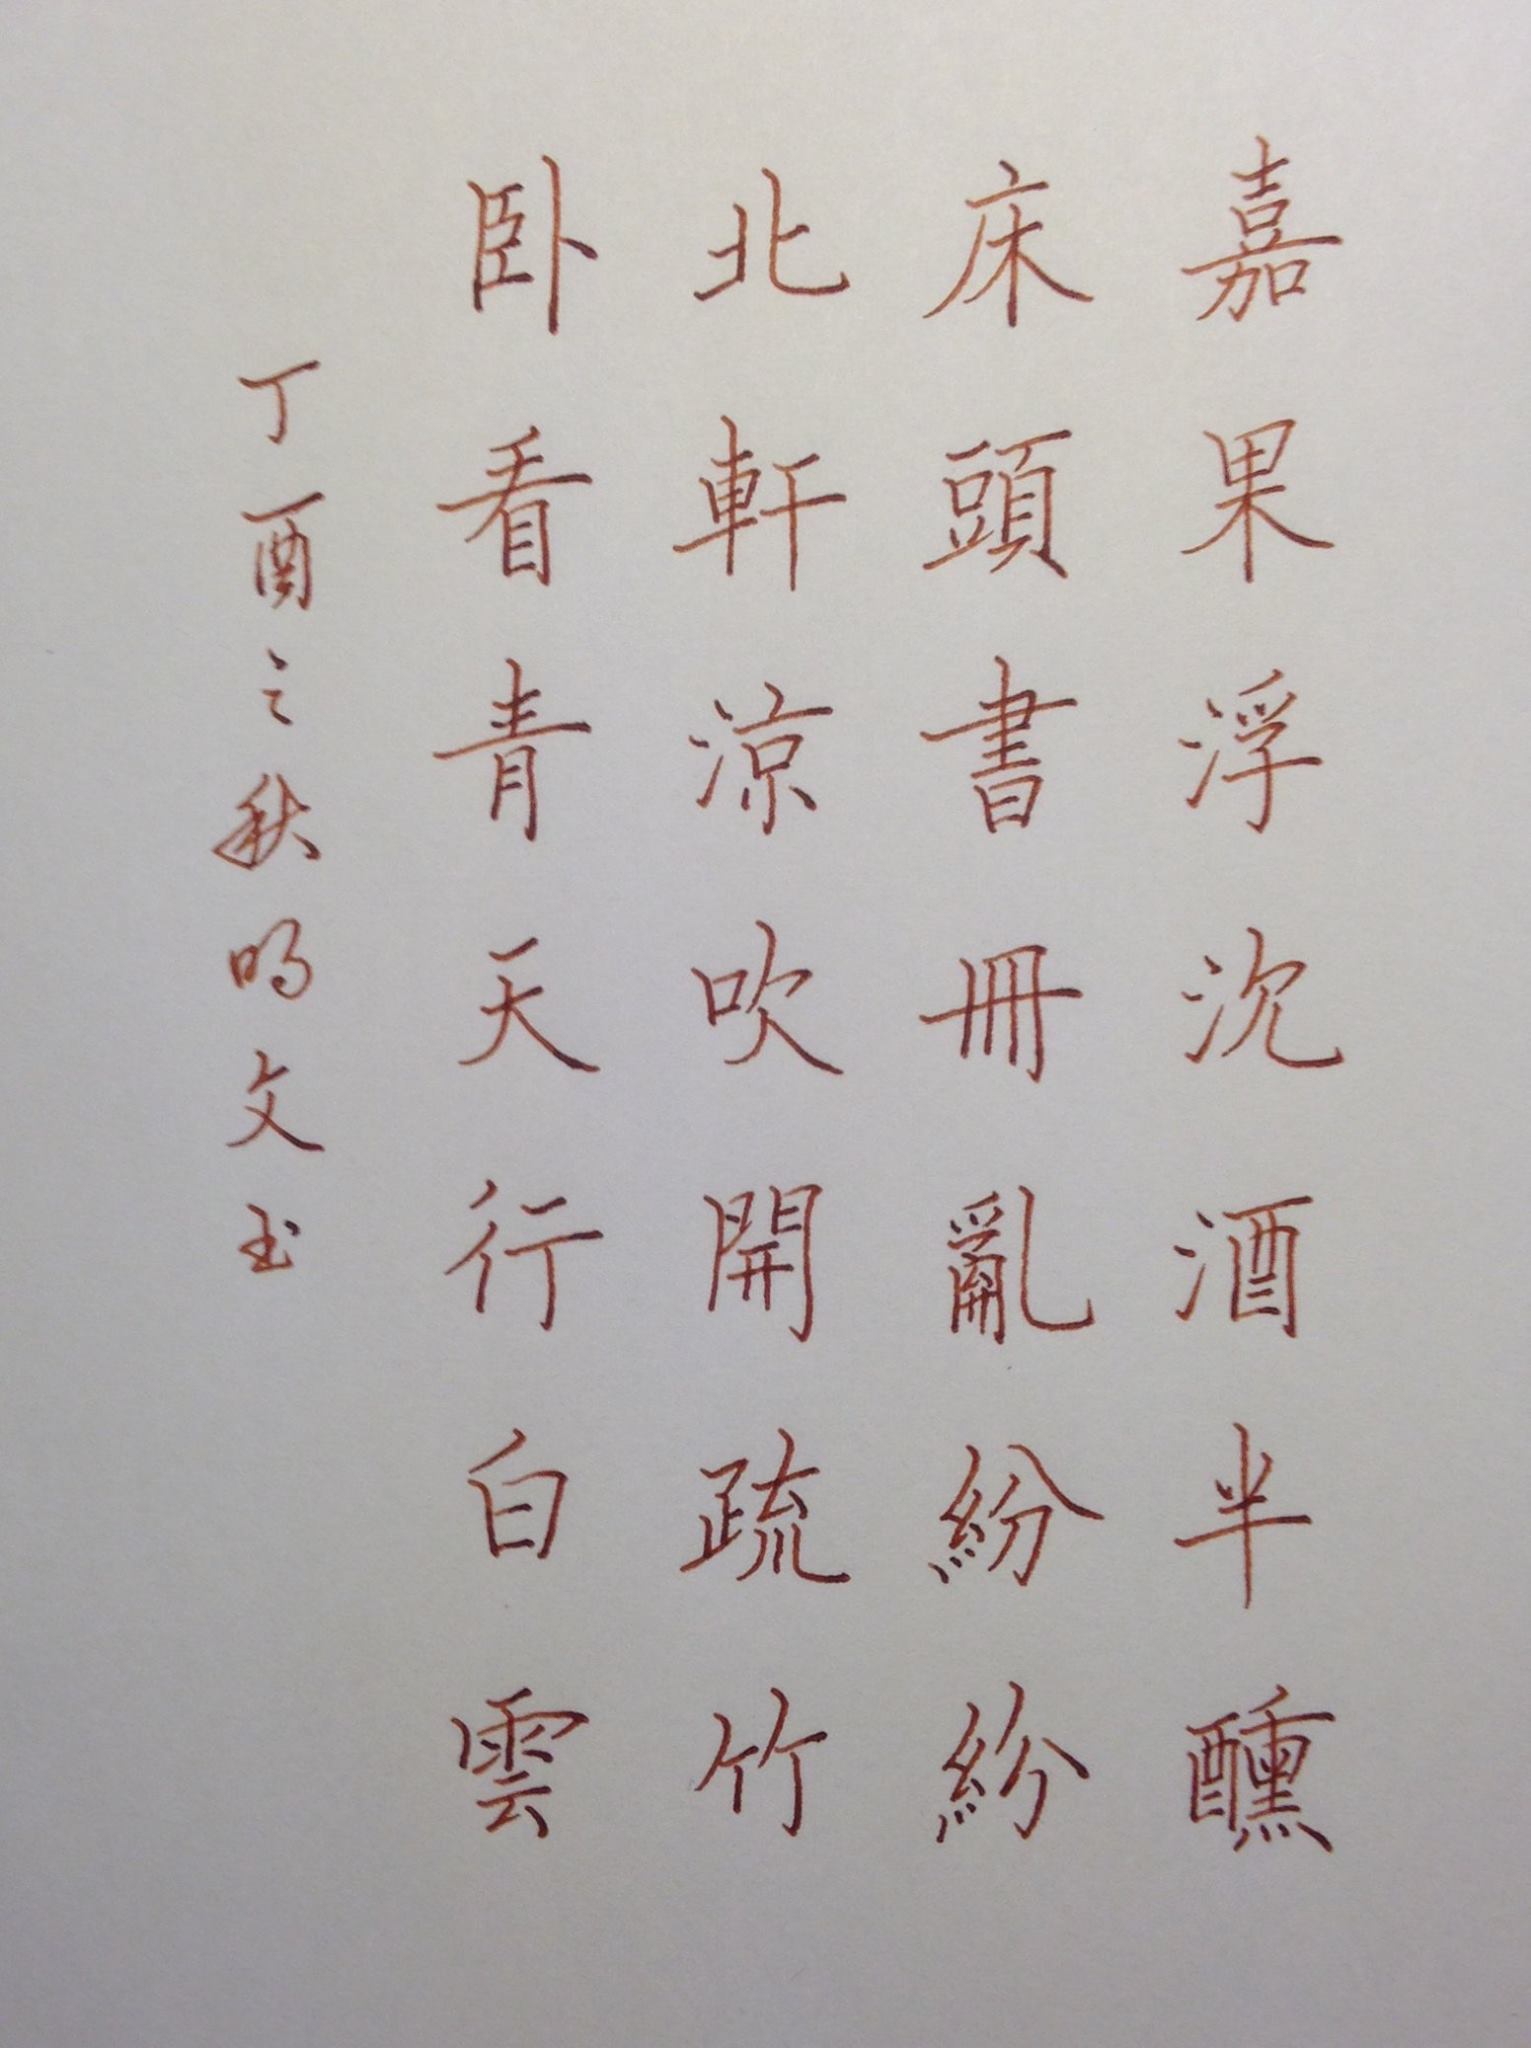 嘉果浮沈酒半醺
床頭書冊亂紛紛
北軒涼吹開疏竹
卧看青天行白雲
丁酉之秋鸣文玉